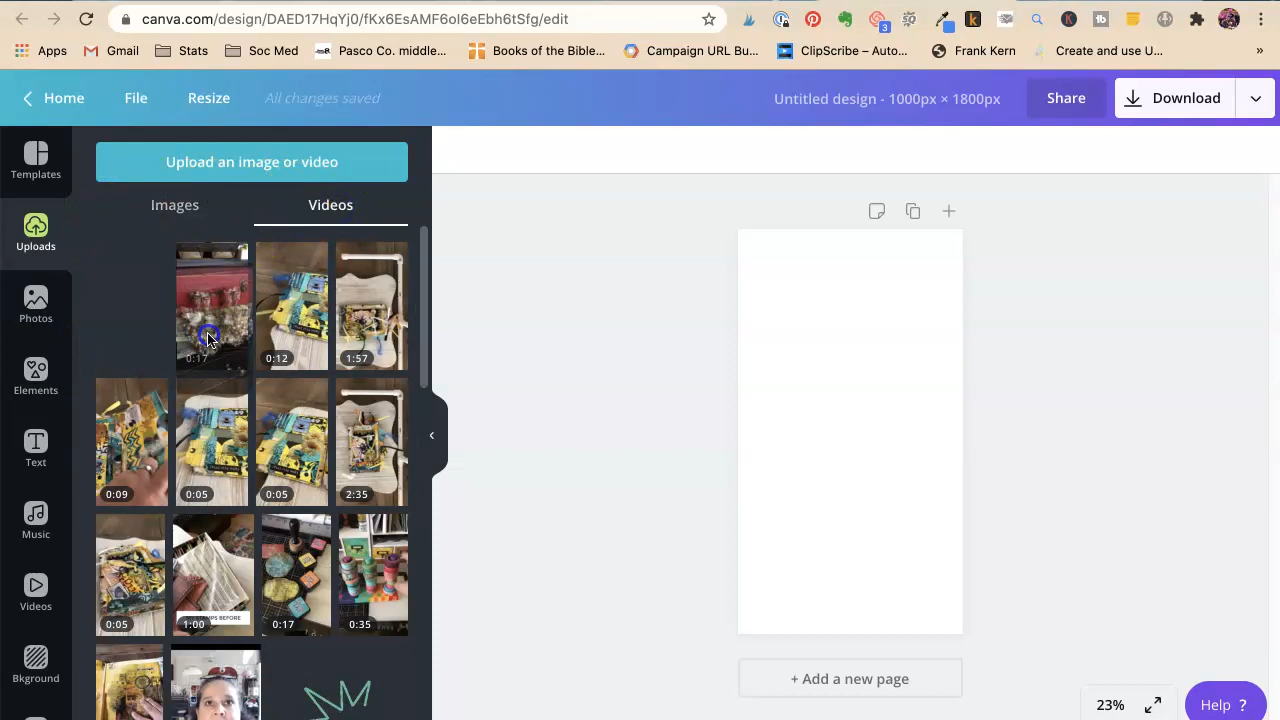 canva.com/design/DAED17HqYj0/fKx6EsAMF6ol6eEbh6tSfg/edit
3
Apps Gmail Stats Soc Med Pasco Co. middle... Books of the Bible... Campaign URL Bu... ClipScribe – Auto... Frank Kern Create and use U... »
Home File Resize All changes saved Untitled design - 1000px × 1800px Share Download
Templates
Uploads
Photos
Elements
Text
Music
Videos
Bkground
Upload an image or video
Images Videos
0:17 0:12 1:57
0:09 0:05 0:05 2:35
0:05 1:00 0:17 0:35
+ Add a new page
23% Help ?